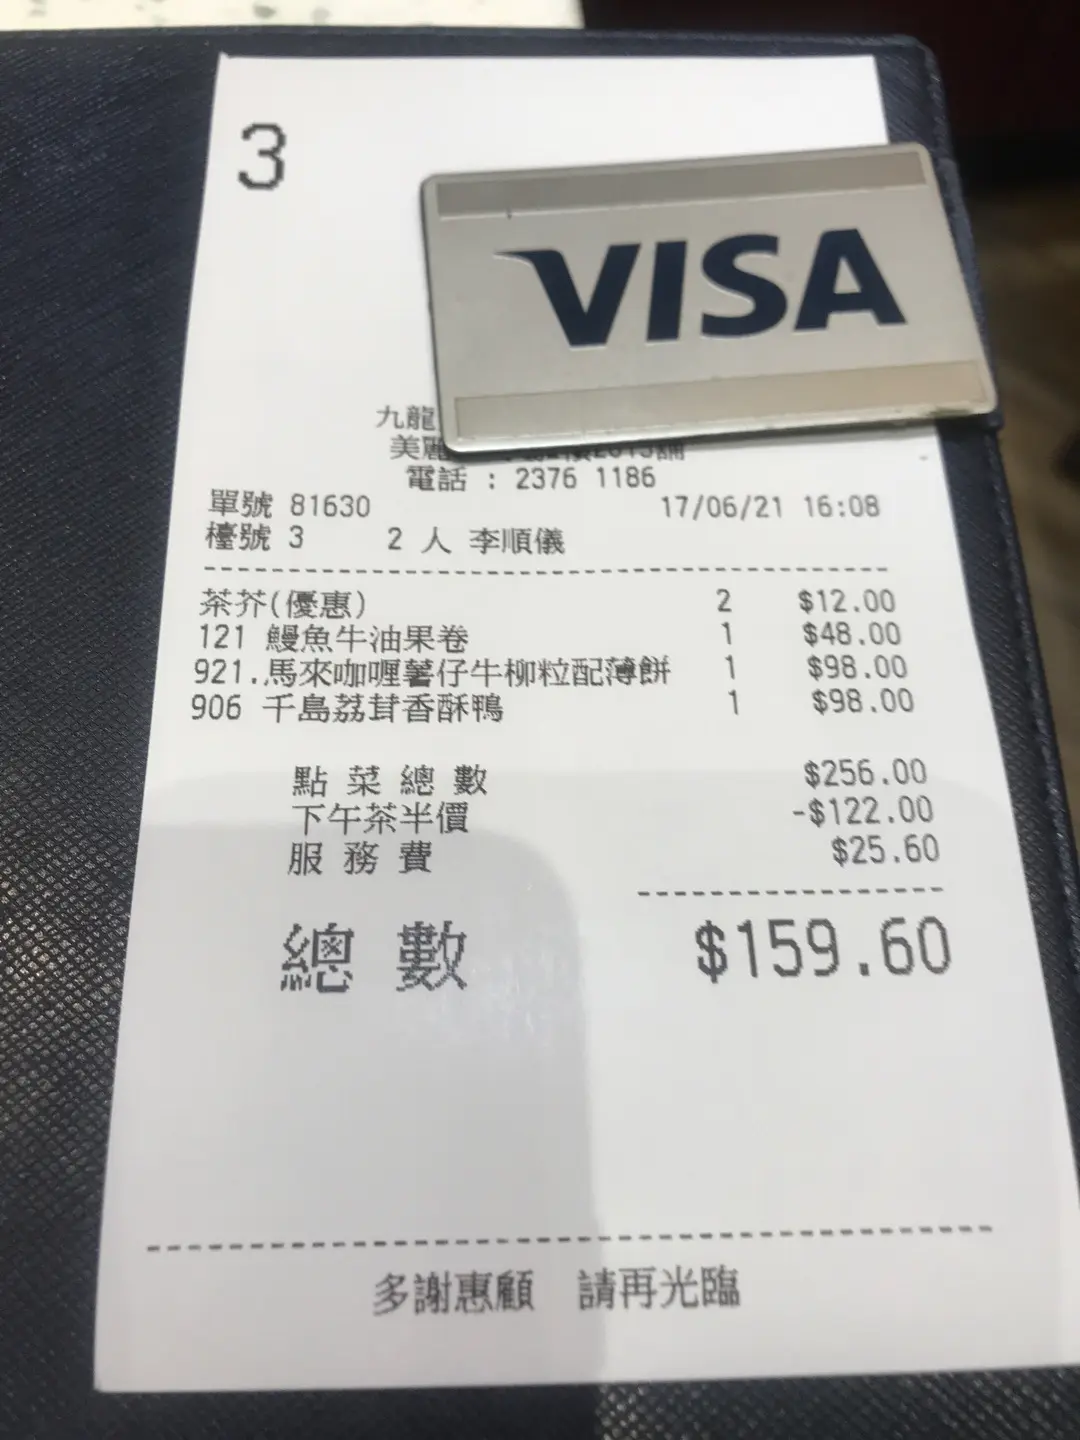 3
VISA
九龍
美麗
電話 : 2376 1186
單號 81630 17/06/21 16:08
檯號 3 2 人 李順儀
茶芥(優惠) 2 $12.00
121 鰻魚牛油果卷 1 $48.00
921.馬來咖喱薯仔牛柳粒配薄餅 1 $98.00
906 千島荔茸香酥鴨 1 $98.00
點 菜 總 數 $256.00
下午茶半價 -$122.00
服 務 費 $25.60
總 數 $159.60
多謝惠顧 請再光臨